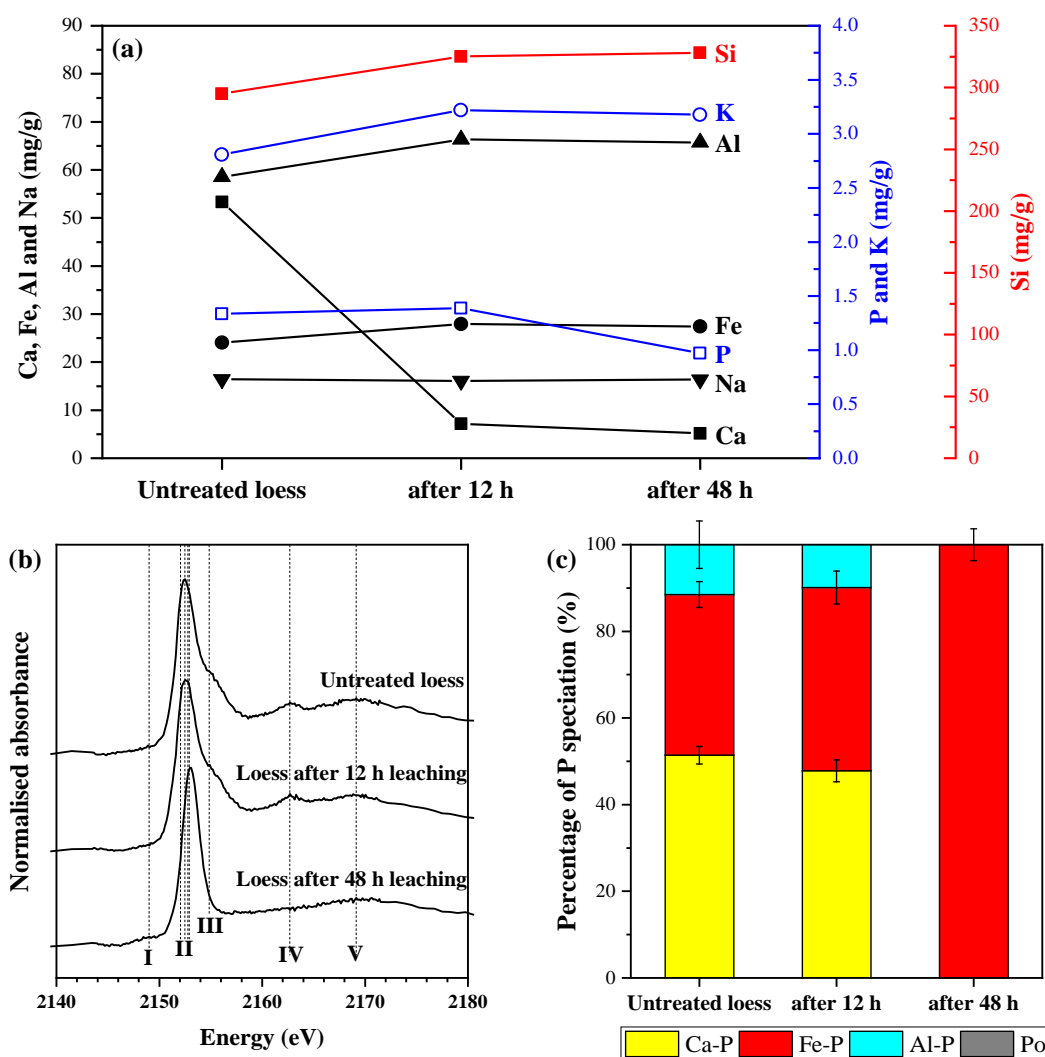 (a)
Ca, Fe, Al and Na (mg/g)
90
80
70
60
50
40
30
20
10
0
Si
K
Al
Fe
P
Na
Ca
4.0
3.5
3.0
2.5
2.0
1.5
1.0
0.5
0.0
P and K (mg/g)
350
300
250
200
150
100
50
0
Si (mg/g)
Untreated loess
after 12 h
after 48 h
(b)
Normalised absorbance
Untreated loess
Loess after 12 h leaching
Loess after 48 h leaching
I
II
III
IV
V
2140
2150
2160
2170
2180
Energy (eV)
(c)
Percentage of P speciation (%)
100
80
60
40
20
0
Untreated loess
after 12 h
after 48 h
Ca-P
Fe-P
Al-P
Po